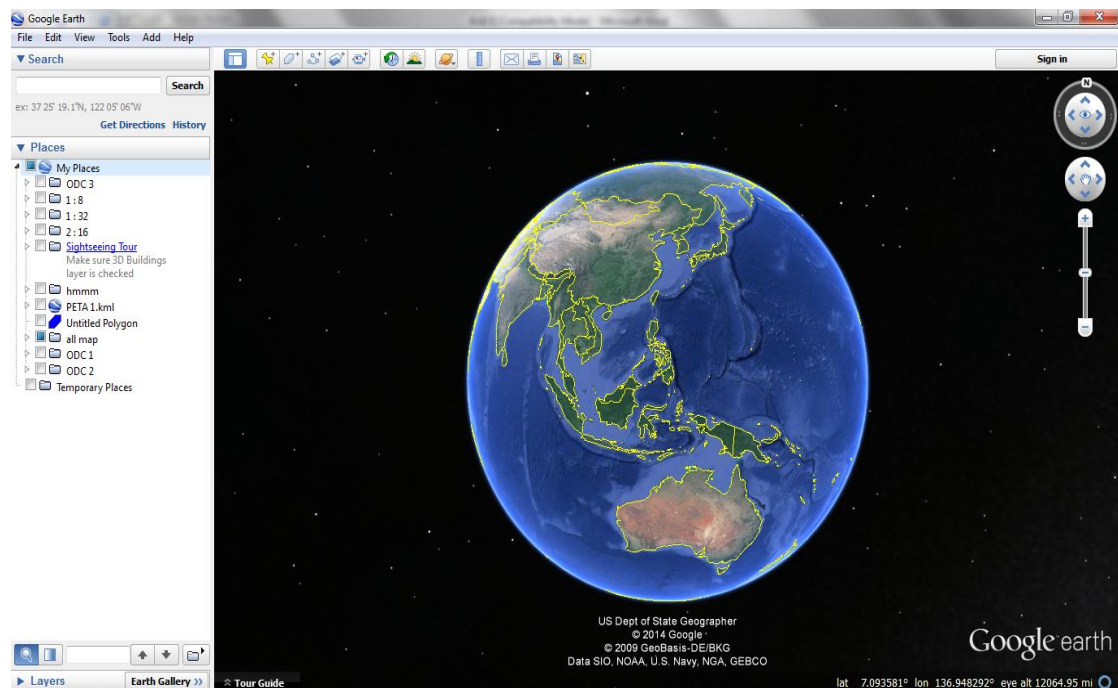 Google Earth
File Edit View Tools Add Help
▼ Search
Search
ex: 37 25' 19.1"N, 122 05' 06"W
Get Directions History
▼ Places
My Places
ODC 3
1 : 8
1 : 32
2 : 16
Sightseeing Tour
Make sure 3D Buildings
layer is checked
hmmm
PETA 1.kml
Untitled Polygon
all map
ODC 1
ODC 2
Temporary Places
Layers
Earth Gallery >>
Sign in
N
US Dept of State Geographer
© 2014 Google
© 2009 GeoBasis-DE/BKG
Data SIO, NOAA, U.S. Navy, NGA, GEBCO
Google earth
Tour Guide
lat 7.093581° lon 136.948292° eye alt 12064.95 mi